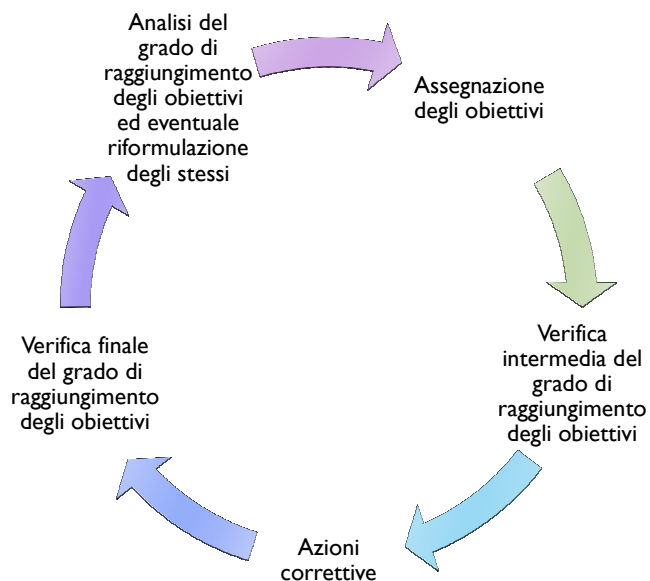 Analisi del
grado di
raggiungimento
degli obiettivi
ed eventuale
riformulazione
degli stessi
Assegnazione
degli obiettivi
Verifica
intermedia del
grado di
raggiungimento
degli obiettivi
Azioni
correttive
Verifica finale
del grado di
raggiungimento
degli obiettivi